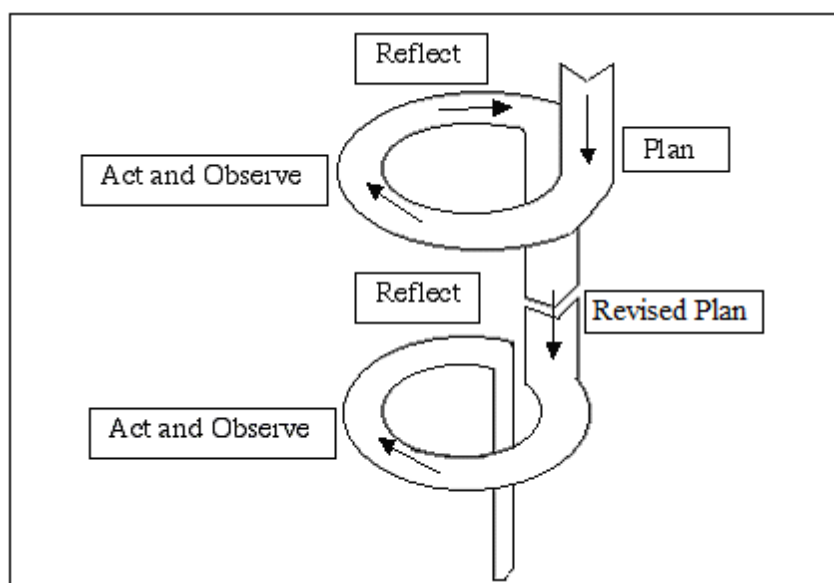 Reflect
Plan
Act and Observe
Reflect
Revised Plan
Act and Observe